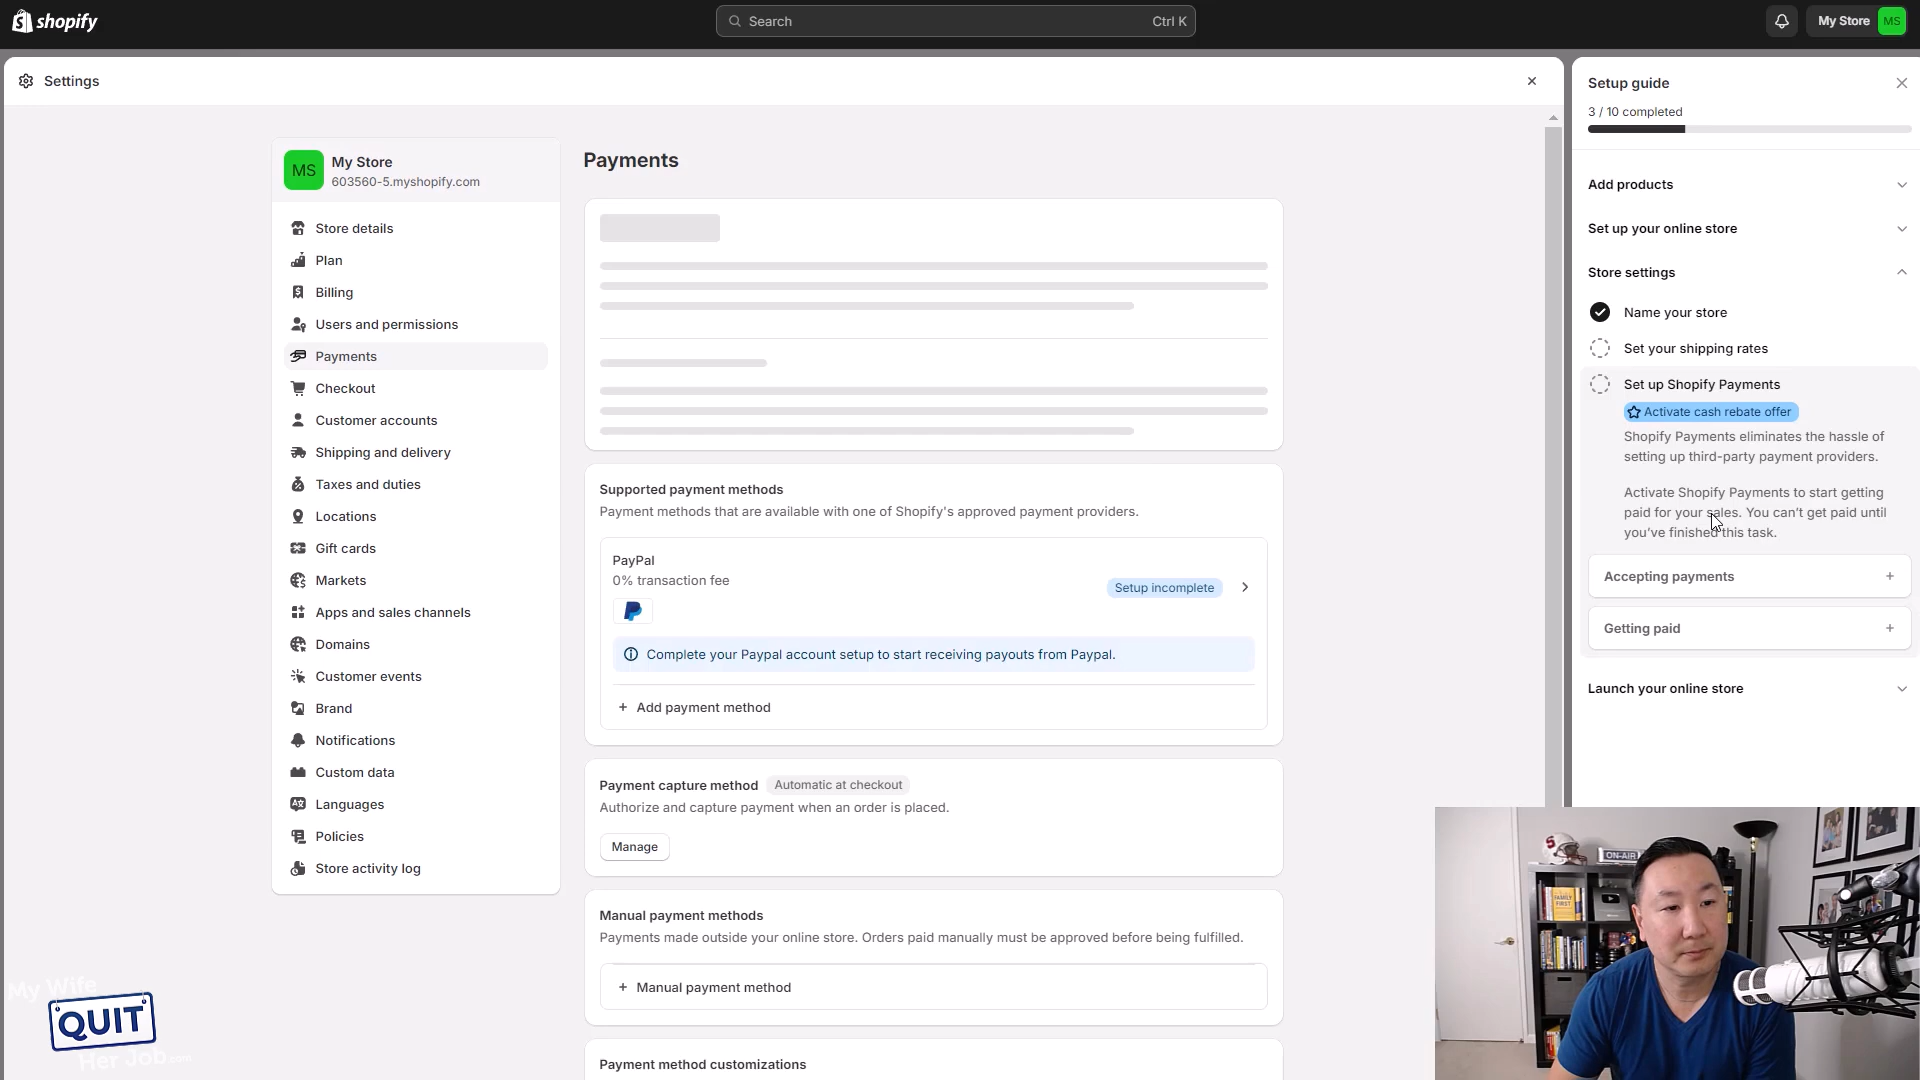 shopify
Search
Ctrl K
My Store
MS
Settings
MS
My Store
603560-5.myshopify.com
Store details
Plan
Billing
Users and permissions
Payments
Checkout
Customer accounts
Shipping and delivery
Taxes and duties
Locations
Gift cards
Markets
Apps and sales channels
Domains
Customer events
Brand
Notifications
Custom data
Languages
Policies
Store activity log
Payments
Supported payment methods
Payment methods that are available with one of Shopify's approved payment providers.
PayPal
0% transaction fee
Setup incomplete
Complete your Paypal account setup to start receiving payouts from Paypal.
+ Add payment method
Payment capture method
Automatic at checkout
Authorize and capture payment when an order is placed.
Manage
Manual payment methods
Payments made outside your online store. Orders paid manually must be approved before being fulfilled.
+ Manual payment method
Payment method customizations
Setup guide
3 / 10 completed
Add products
Set up your online store
Store settings
Name your store
Set your shipping rates
Set up Shopify Payments
Activate cash rebate offer
Shopify Payments eliminates the hassle of
setting up third-party payment providers.
Activate Shopify Payments to start getting
paid for your sales. You can't get paid until
you've finished this task.
Accepting payments +
Getting paid +
Launch your online store
ON-AIR
FAMILY
FIRST
My Wife
QUIT
Her Job.com